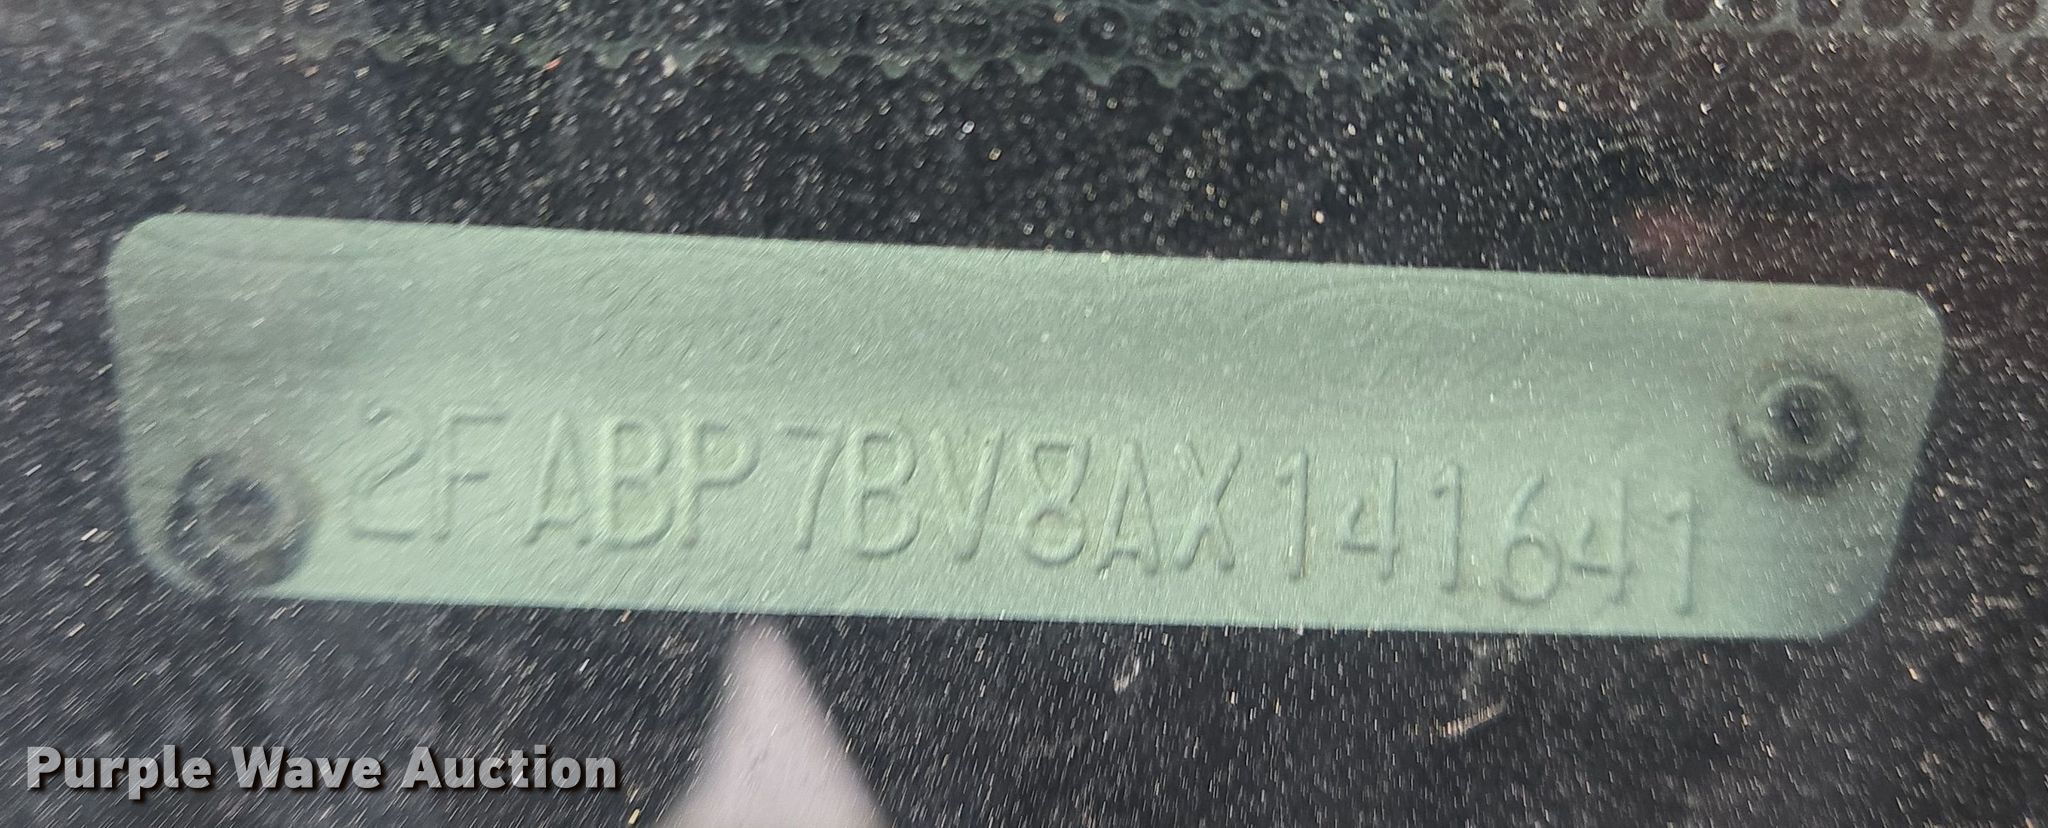 2FABP7BV8AX141641
Purple Wave Auction